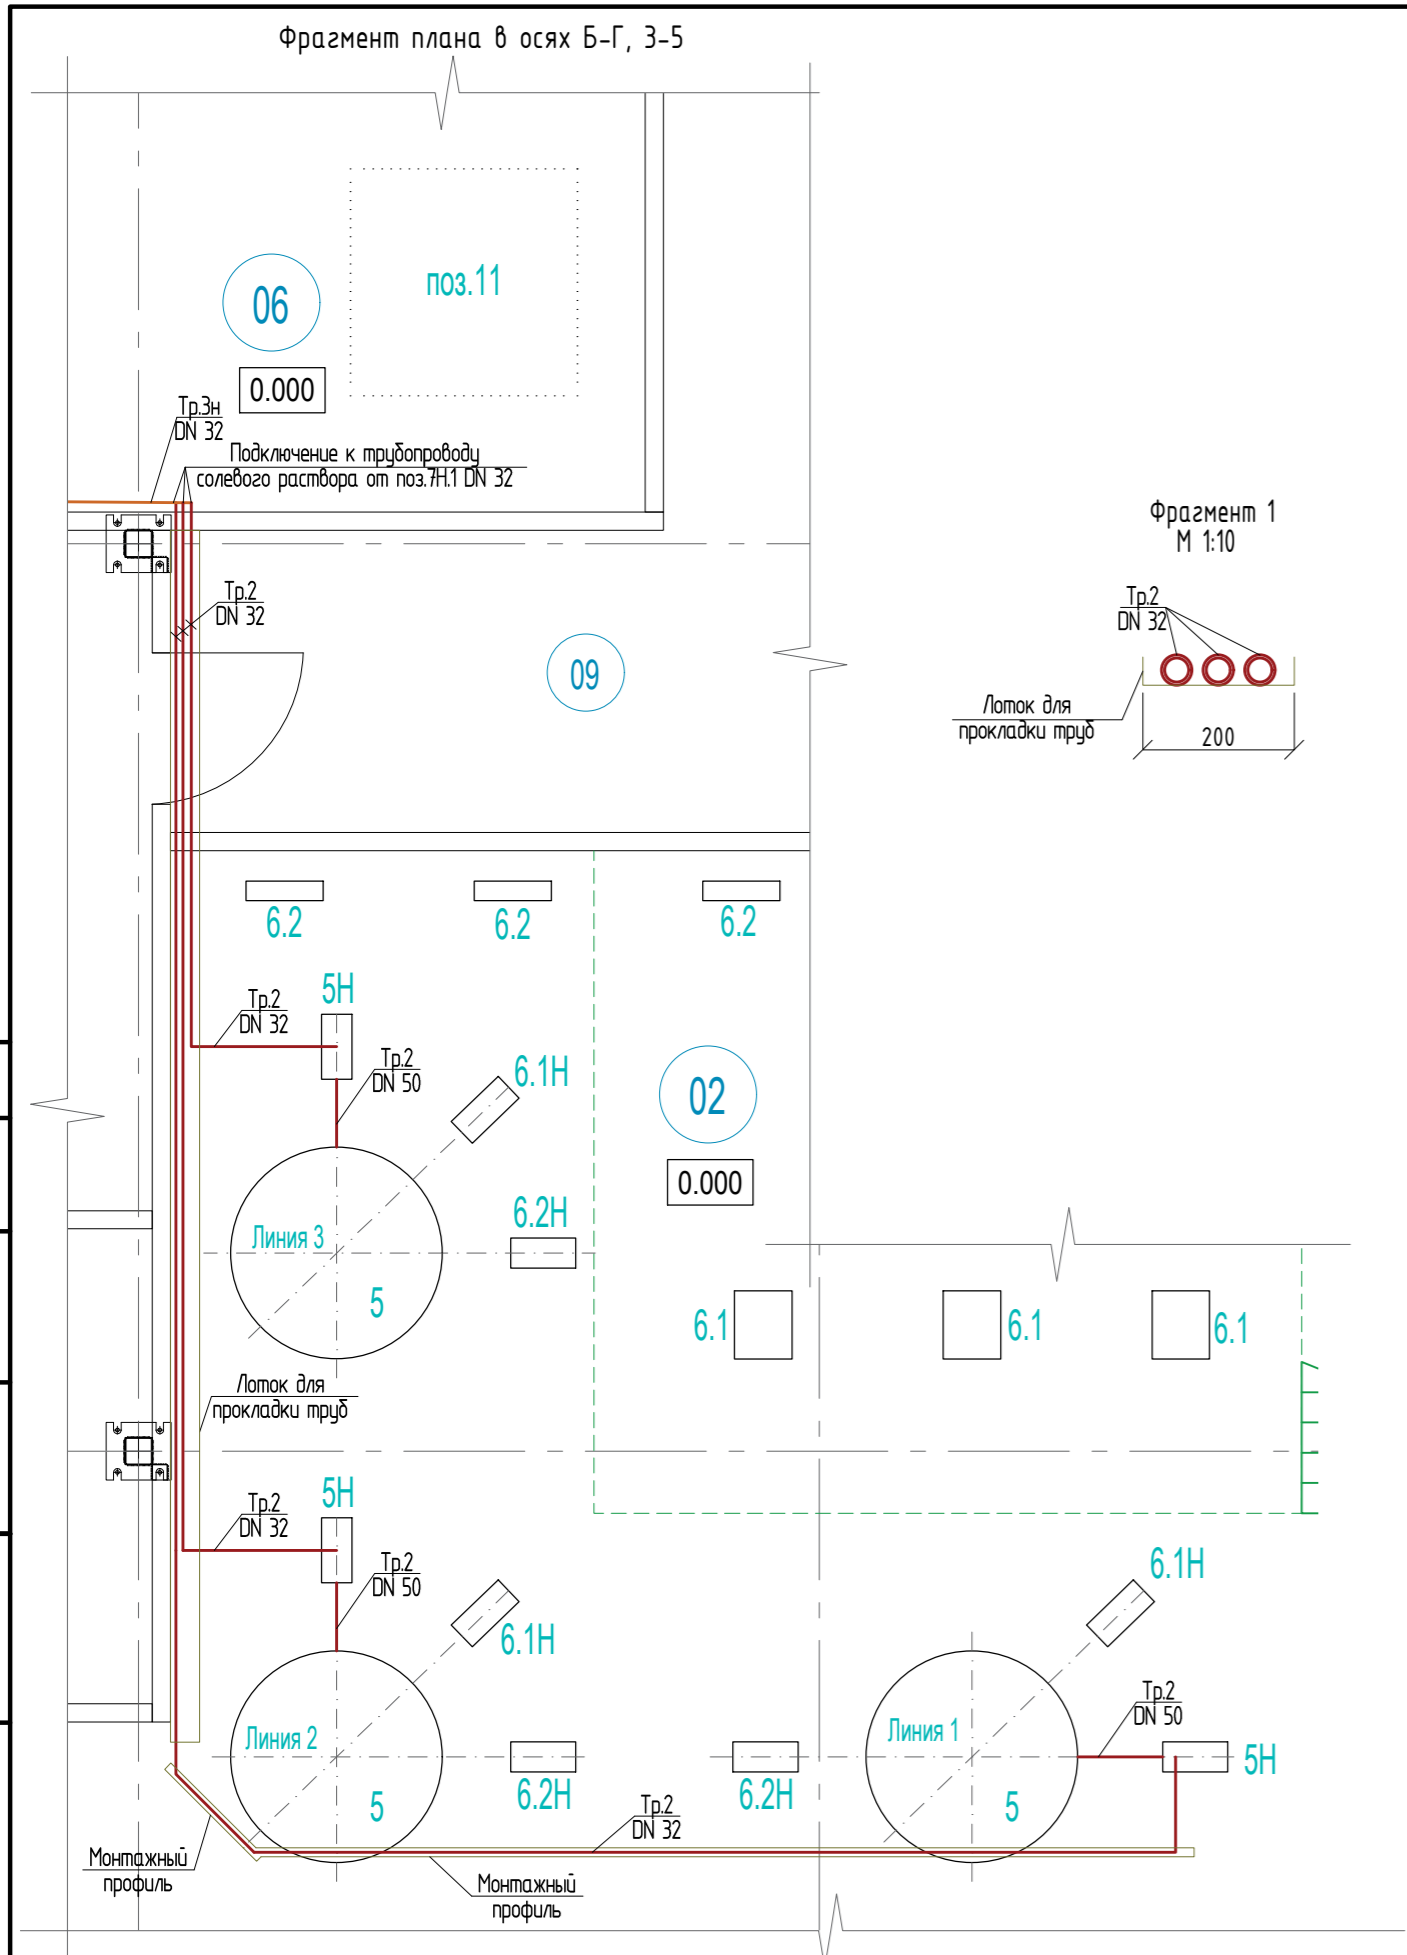 Фрагмент плана в осях Б-Г, 3-5
поз.11
06
0.000
Тр.3н
DN 32
Подключение к трубопроводу
солевого раствора от поз.7Н.1 DN 32
Фрагмент 1
М 1:10
Тр.2
DN 32
Тр.2
DN 32
09
Лоток для
прокладки труб
200
6.2
6.2
6.2
5Н
Тр.2
DN 32
Тр.2
DN 50
6.1Н
02
0.000
6.2Н
Линия 3
5
6.1
6.1
6.1
Лоток для
прокладки труб
5Н
Тр.2
DN 32
Тр.2
DN 50
6.1Н
6.1Н
Тр.2
DN 50
Линия 2
Линия 1
5Н
6.2Н
6.2Н
5
5
Тр.2
DN 32
Монтажный
профиль
Монтажный
профиль